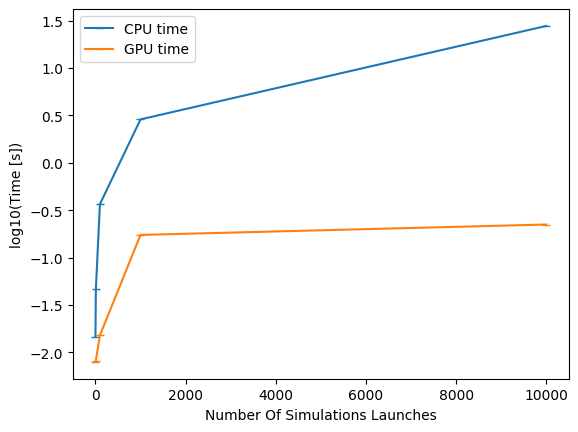 CPU time
GPU time
1.5
1.0
0.5
0.0
−0.5
−1.0
−1.5
−2.0
log10(Time [s])
0 2000 4000 6000 8000 10000
Number Of Simulations Launches